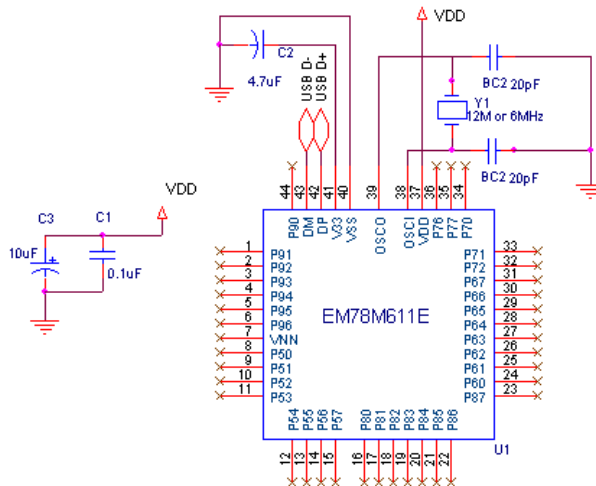 VDD
C2
4.7uF
USB D-
USB D+
BC2 20pF
Y1
12M or 6MHz
BC2 20pF
VDD
C3
C1
10uF
0.1uF
44 43 42 41 40 39 38 37 36 35 34
P90 DM DP V33 VSS OSCO OSCI VDD P76 P77 P70
1 P91
2 P92
3 P93
4 P94
5 P95
6 P96
7 VNN
8 P50
9 P51
10 P52
11 P53
EM78M611E
P71 33
P72 32
P67 31
P66 30
P65 29
P64 28
P63 27
P62 26
P61 25
P60 24
P87 23
P54 P55 P56 P57 P80 P81 P82 P83 P84 P85 P86
12 13 14 15 16 17 18 19 20 21 22
U1